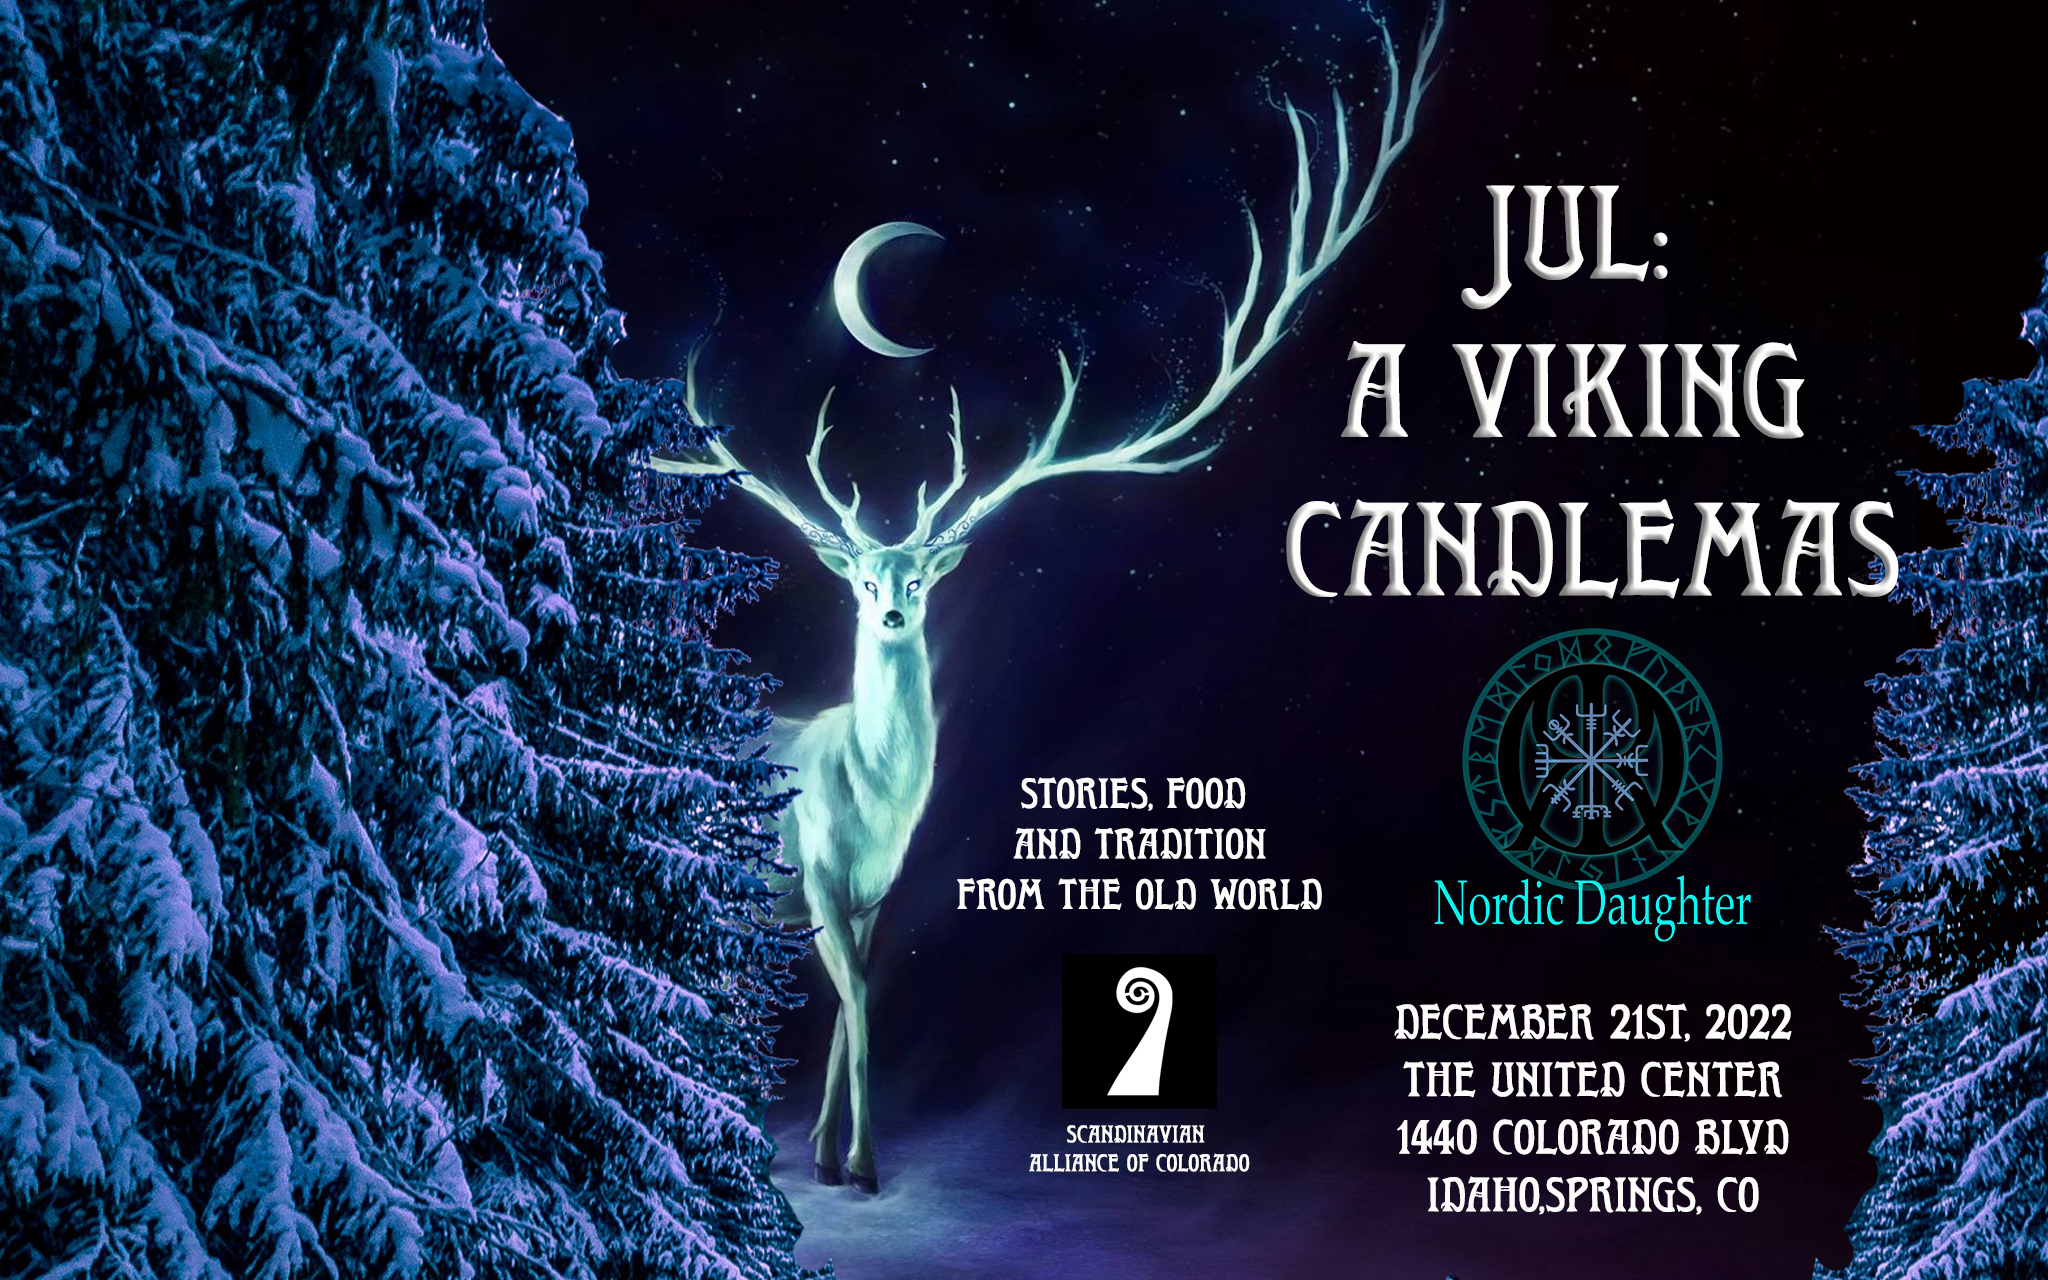 JUL:
A VIKING
CANDLEMAS
STORIES, FOOD
AND TRADITION
FROM THE OLD WORLD
Nordic Daughter
SCANDINAVIAN
ALLIANCE OF COLORADO
DECEMBER 21ST, 2022
THE UNITED CENTER
1440 COLORADO BLVD
IDAHO,SPRINGS, CO